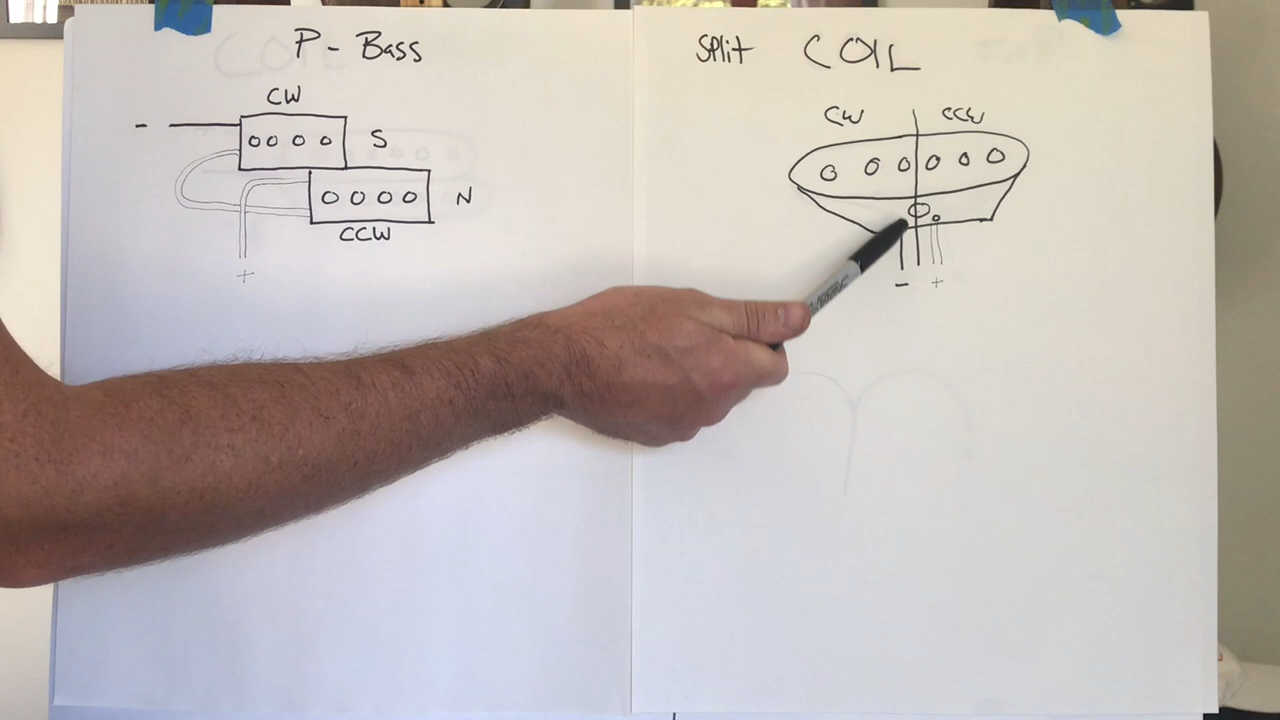 P - Bass
CW
-
S
N
CCW
+
Split COIL
CW CCW
- +